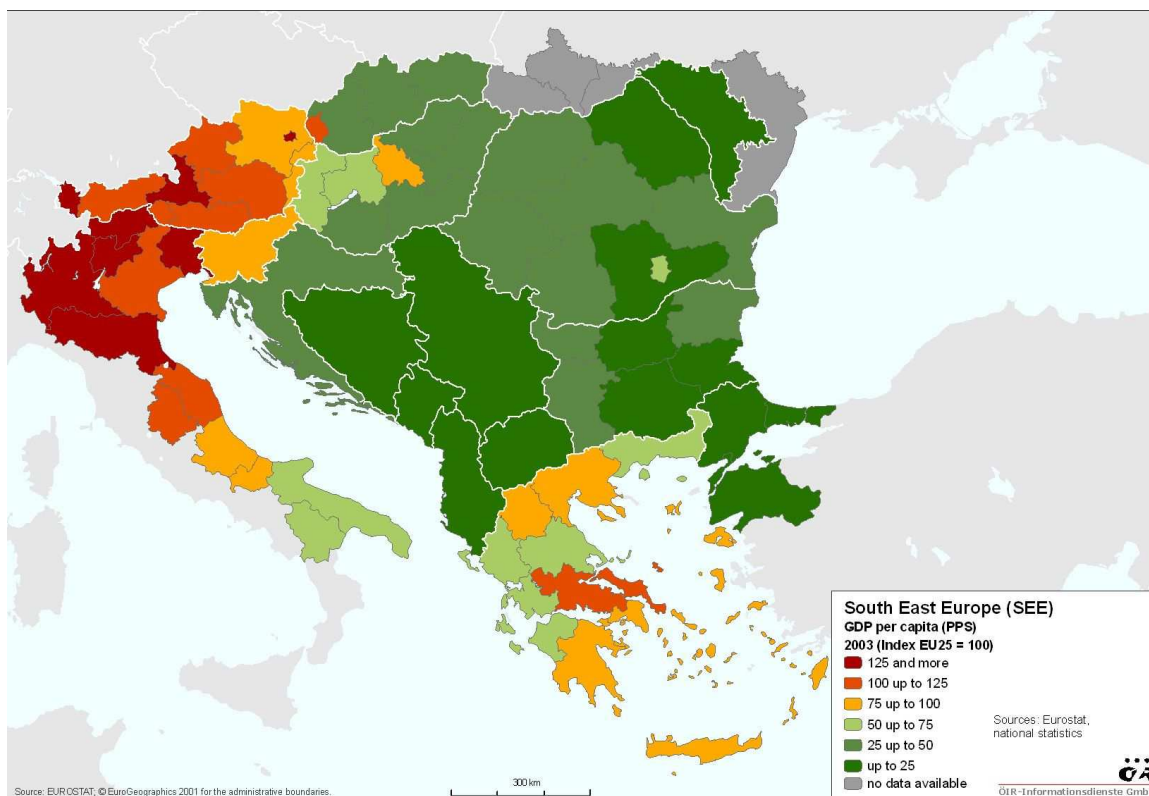 South East Europe (SEE)
GDP per capita (PPS)
2003 (Index EU25 = 100)
125 and more
100 up to 125
75 up to 100
50 up to 75
25 up to 50
up to 25
no data available
Sources: Eurostat,
national statistics
ÖIR-Informationsdienste GmbH
300 km
Source: EUROSTAT; © EuroGeographics 2001 for the administrative boundaries.